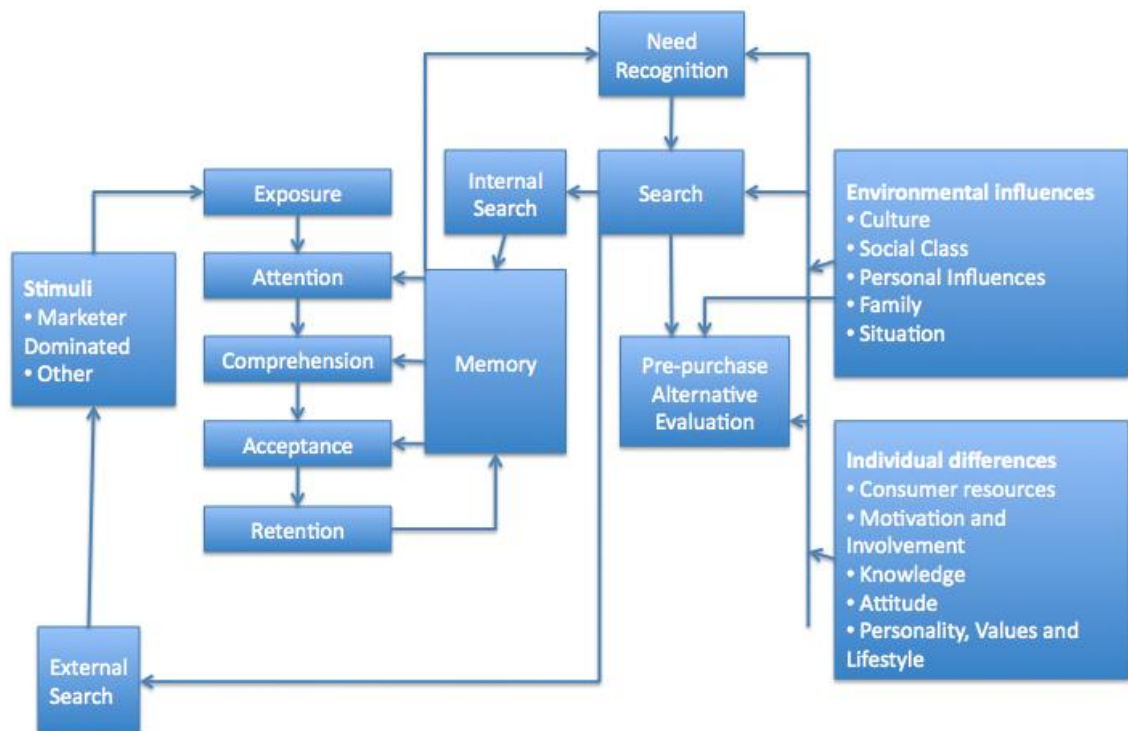 Need
Recognition
Search
Internal
Search
Exposure
Attention
Comprehension
Acceptance
Retention
Memory
Stimuli
• Marketer
Dominated
• Other
External
Search
Pre-purchase
Alternative
Evaluation
Environmental influences
• Culture
• Social Class
• Personal Influences
• Family
• Situation
Individual differences
• Consumer resources
• Motivation and
Involvement
• Knowledge
• Attitude
• Personality, Values and
Lifestyle